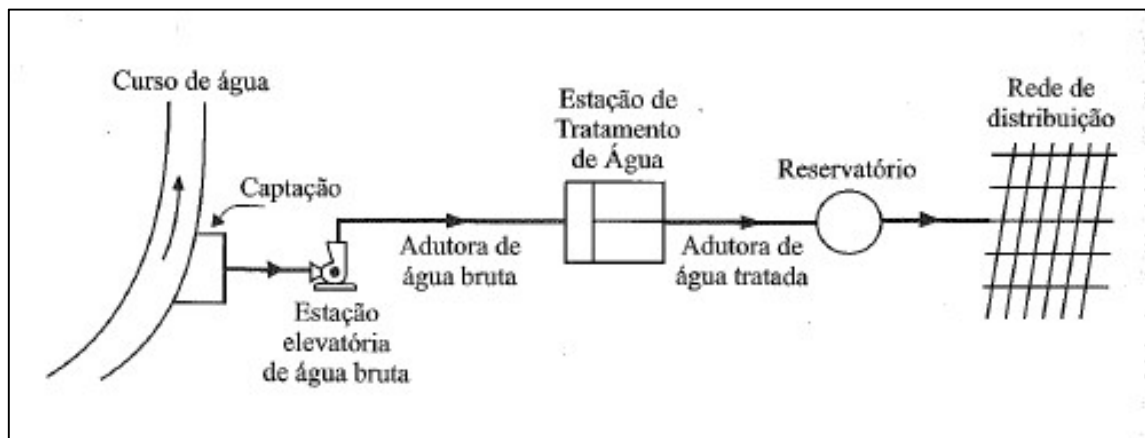 Curso de água
Captação
Estação
elevatória
de água bruta
Adutora de
água bruta
Estação de
Tratamento
de Água
Adutora de
água tratada
Reservatório
Rede de
distribuição